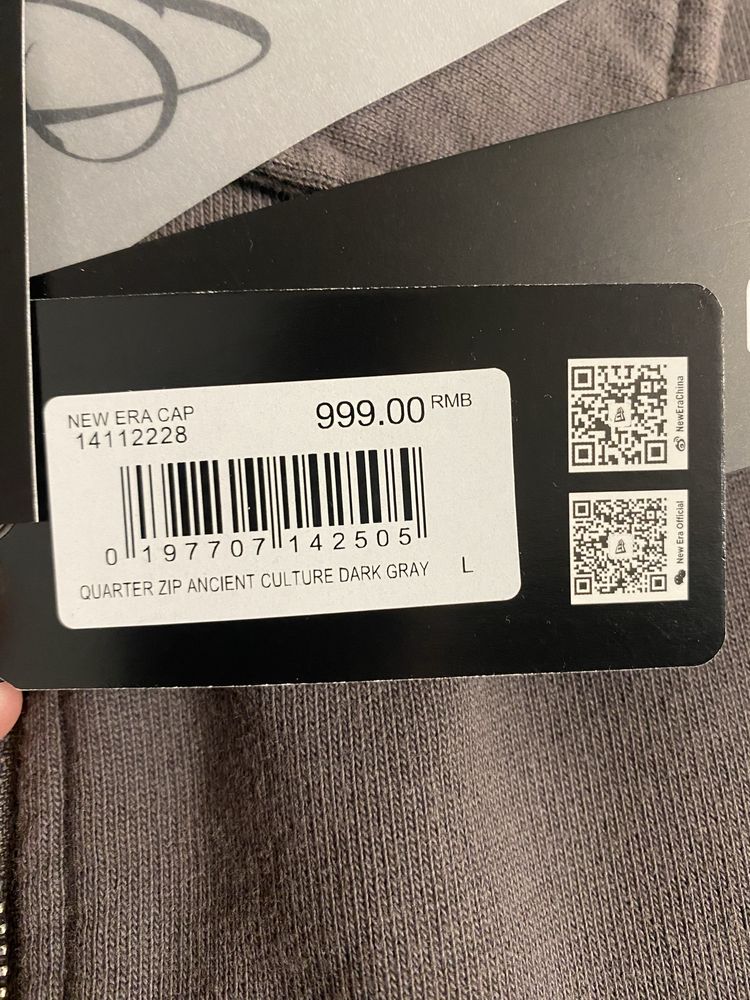 NEW ERA CAP
14112228
999.00 RMB
0 197707 142505
QUARTER ZIP ANCIENT CULTURE DARK GRAY L
NewEraChina
New Era Official